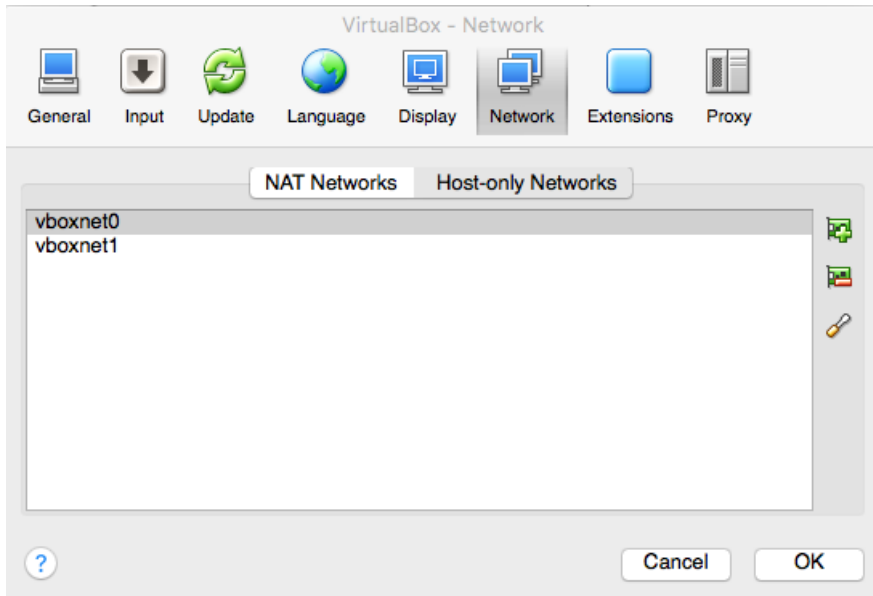 VirtualBox - Network
General Input Update Language Display Network Extensions Proxy
NAT Networks Host-only Networks
vboxnet0
vboxnet1
? Cancel OK